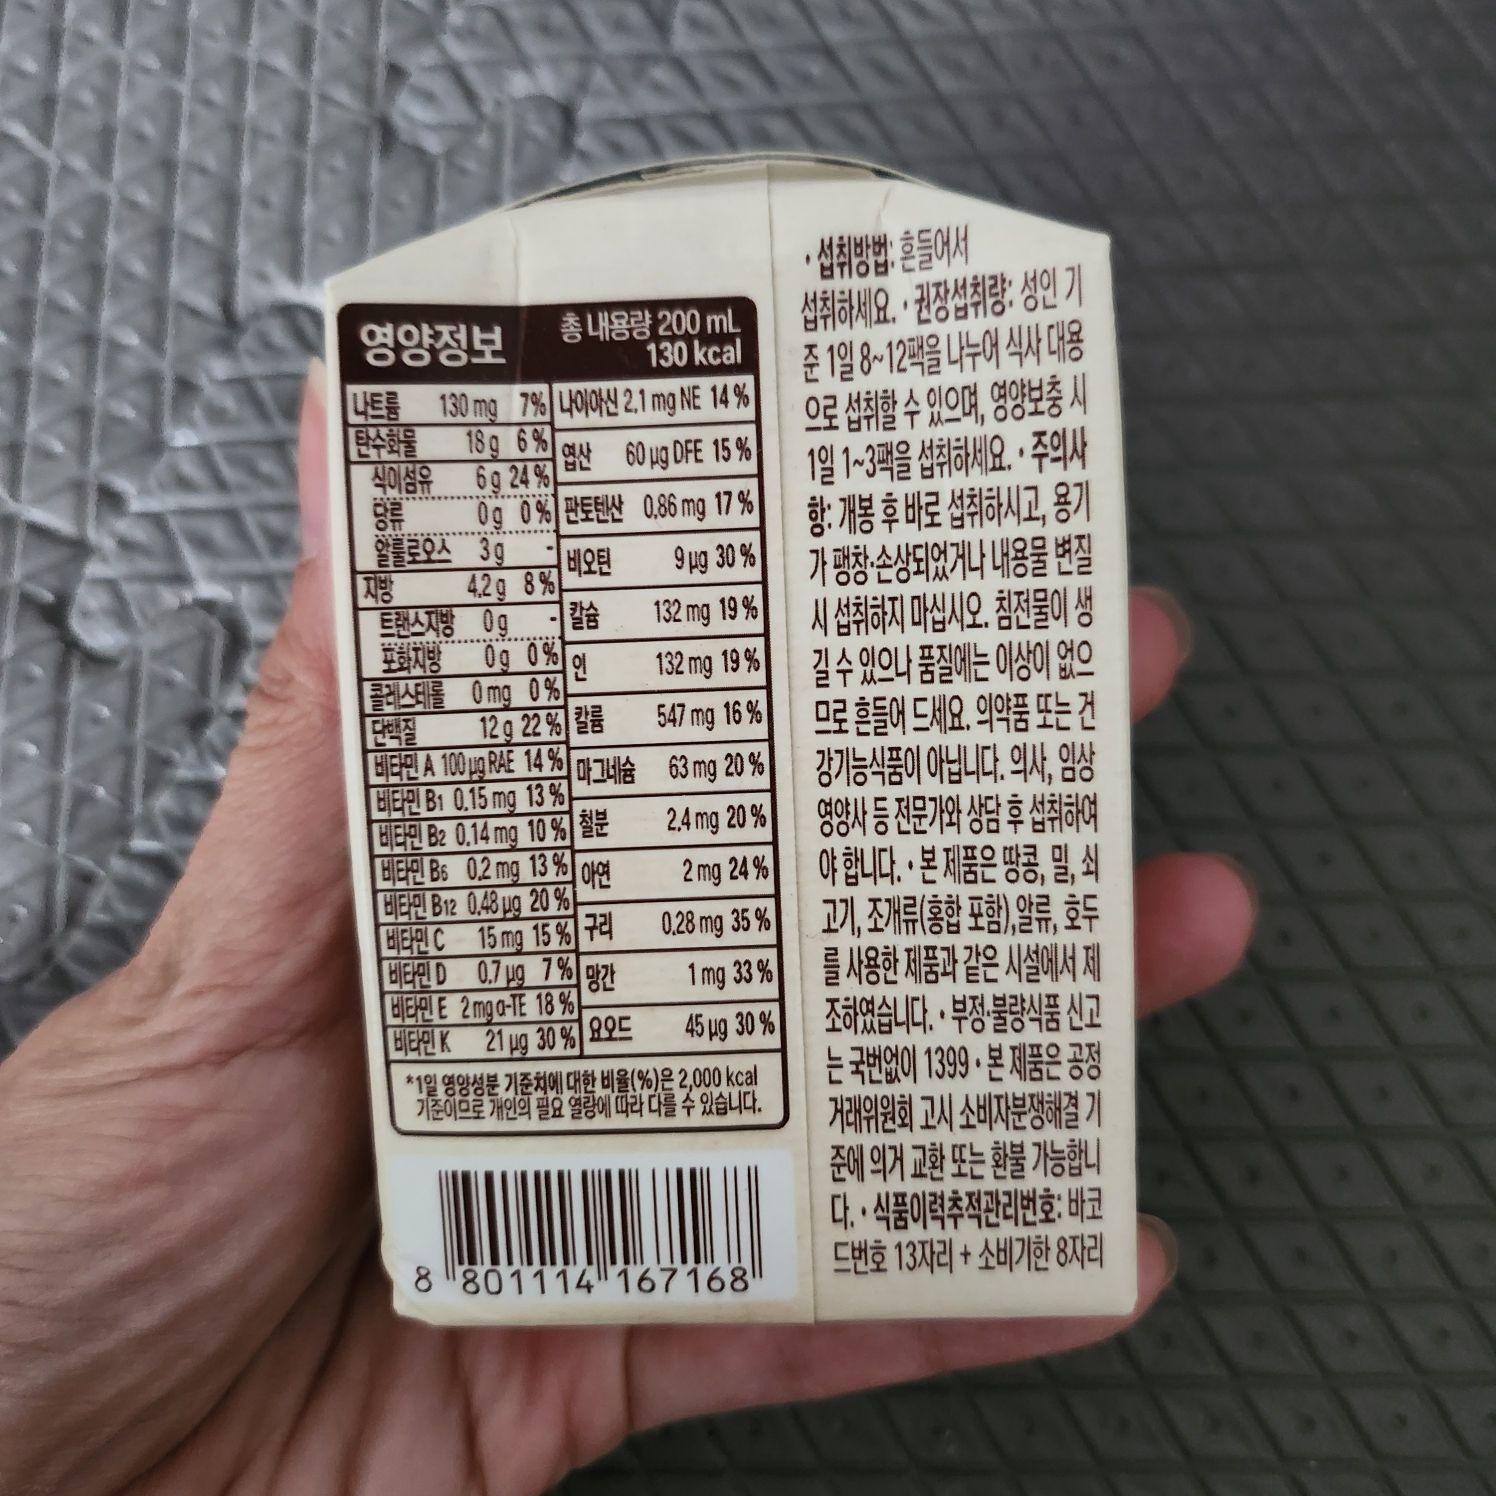 영양정보
총 내용량 200 mL
130 kcal
나트륨 130 mg 7%
탄수화물 18 g 6 %
식이섬유 6 g 24 %
당류 0 g 0 %
알룰로오스 3 g -
지방 4.2 g 8 %
트랜스지방 0 g -
포화지방 0 g 0 %
콜레스테롤 0 mg 0 %
단백질 12 g 22 %
비타민 A 100 μg RAE 14 %
비타민 B1 0.15 mg 13 %
비타민 B2 0.14 mg 10 %
비타민 B6 0.2 mg 13 %
비타민 B12 0.48 μg 20 %
비타민 C 15 mg 15 %
비타민 D 0.7 μg 7 %
비타민 E 2 mg α-TE 18 %
비타민 K 21 μg 30 %
나이아신 2.1 mg NE 14 %
엽산 60 μg DFE 15 %
판토텐산 0.86 mg 17 %
비오틴 9 μg 30 %
칼슘 132 mg 19 %
인 132 mg 19 %
칼륨 547 mg 16 %
마그네슘 63 mg 20 %
철분 2.4 mg 20 %
아연 2 mg 24 %
구리 0.28 mg 35 %
망간 1 mg 33 %
요오드 45 μg 30 %
*1일 영양성분 기준치에 대한 비율(%)은 2,000 kcal
기준이므로 개인의 필요 열량에 따라 다를 수 있습니다.
8 801114 167168
• 섭취방법: 흔들어서
섭취하세요. • 권장섭취량: 성인 기
준 1일 8~12팩을 나누어 식사 대용
으로 섭취할 수 있으며, 영양보충 시
1일 1~3팩을 섭취하세요. • 주의사
항: 개봉 후 바로 섭취하시고, 용기
가 팽창·손상되었거나 내용물 변질
시 섭취하지 마십시오. 침전물이 생
길 수 있으나 품질에는 이상이 없으
므로 흔들어 드세요. 의약품 또는 건
강기능식품이 아닙니다. 의사, 임상
영양사 등 전문가와 상담 후 섭취하여
야 합니다. • 본 제품은 땅콩, 밀, 쇠
고기, 조개류(홍합 포함),알류, 호두
를 사용한 제품과 같은 시설에서 제
조하였습니다. • 부정·불량식품 신고
는 국번없이 1399 • 본 제품은 공정
거래위원회 고시 소비자분쟁해결 기
준에 의거 교환 또는 환불 가능합니
다. • 식품이력추적관리번호: 바코
드번호 13자리 + 소비기한 8자리